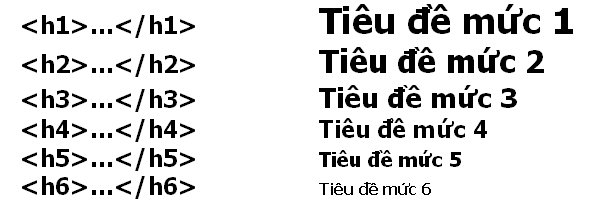 <h1>...</h1> Tiêu đề mức 1
<h2>...</h2> Tiêu đề mức 2
<h3>...</h3> Tiêu đề mức 3
<h4>...</h4> Tiêu đề mức 4
<h5>...</h5> Tiêu đề mức 5
<h6>...</h6> Tiêu đề mức 6